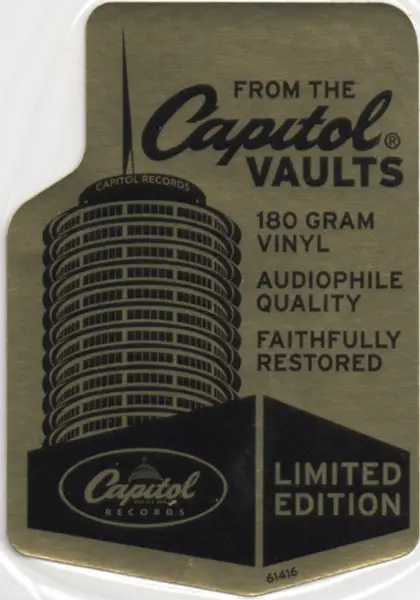 FROM THE
Capitol®
VAULTS
CAPITOL RECORDS
180 GRAM
VINYL
AUDIOPHILE
QUALITY
FAITHFULLY
RESTORED
Capitol
RECORDS
LIMITED
EDITION
61416